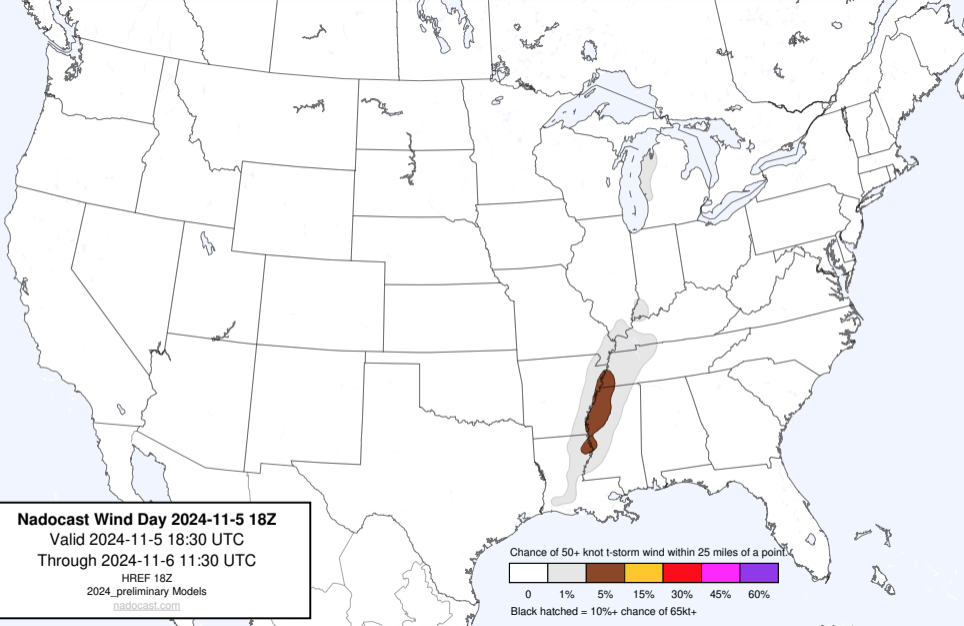 Nadocast Wind Day 2024-11-5 18Z
Valid 2024-11-5 18:30 UTC
Through 2024-11-6 11:30 UTC
HREF 18Z
2024_preliminary Models
nadocast.com
Chance of 50+ knot t-storm wind within 25 miles of a point.
0 1% 5% 15% 30% 45% 60%
Black hatched = 10%+ chance of 65kt+